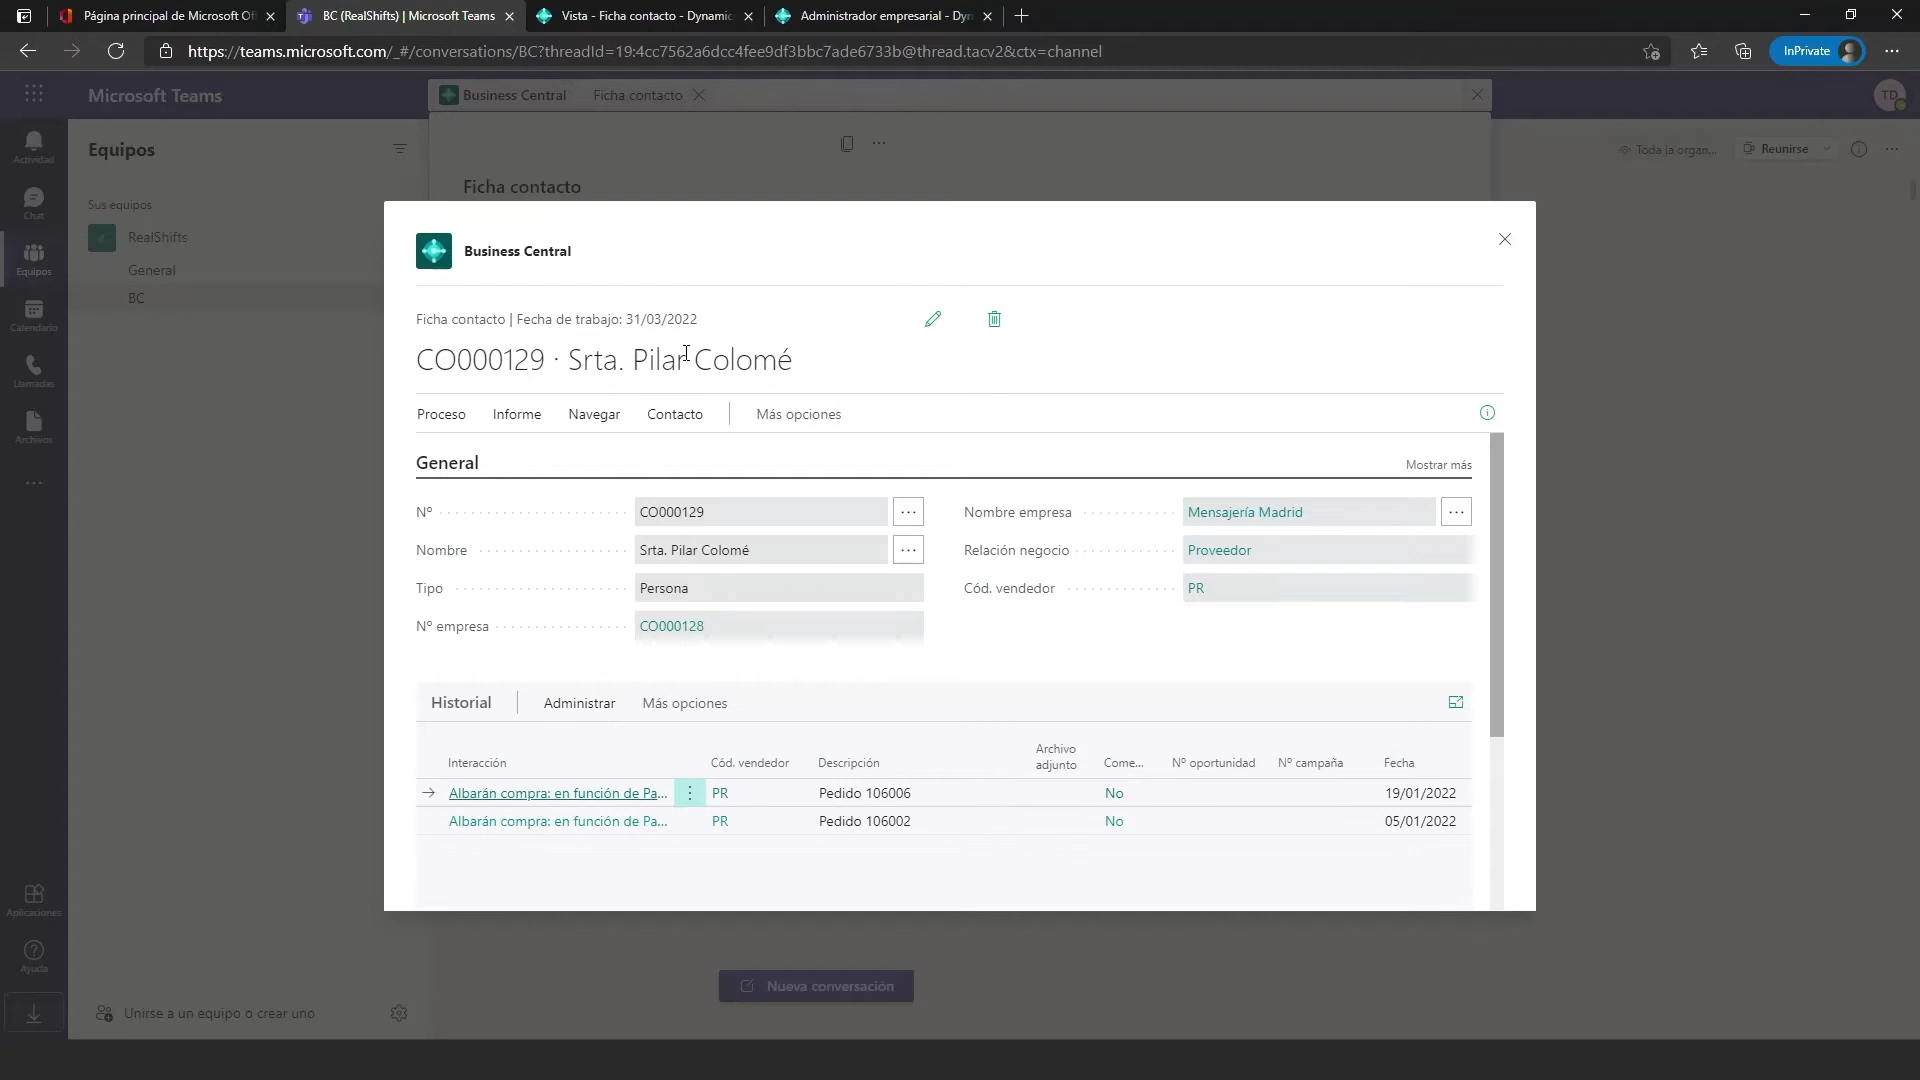 Página principal de Microsoft Of
BC (RealShifts) | Microsoft Teams
Vista - Ficha contacto - Dynamic
Administrador empresarial - Dyn
https://teams.microsoft.com/_#/conversations/BC?threadId=19:4cc7562a6dcc4fee9df3bbc7ade6733b@thread.tacv2&ctx=channel
InPrivate
Microsoft Teams
Business Central
Ficha contacto
TD
Actividad
Chat
Equipos
Calendario
Llamadas
Archivos
Aplicaciones
Ayuda
Equipos
Sus equipos
RealShifts
General
BC
Unirse a un equipo o crear uno
Toda la organ...
Reunirse
Ficha contacto
Business Central
Ficha contacto | Fecha de trabajo: 31/03/2022
CO000129 · Srta. Pilar Colomé
Proceso Informe Navegar Contacto Más opciones
General
Mostrar más
Nº CO000129
Nombre empresa Mensajería Madrid
Nombre Srta. Pilar Colomé
Relación negocio Proveedor
Tipo Persona
Cód. vendedor PR
Nº empresa CO000128
Historial Administrar Más opciones
Interacción Cód. vendedor Descripción Archivo adjunto Come... Nº oportunidad Nº campaña Fecha
Albarán compra: en función de Pa... PR Pedido 106006 No 19/01/2022
Albarán compra: en función de Pa... PR Pedido 106002 No 05/01/2022
Nueva conversación